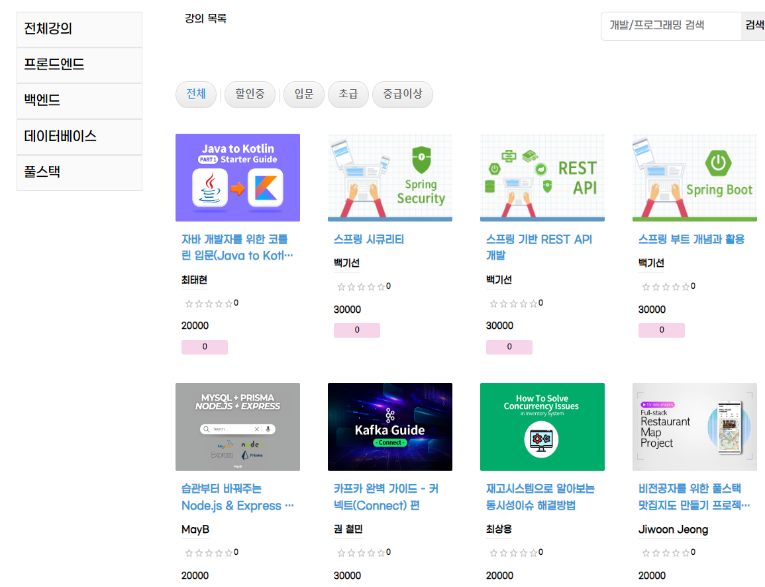 전체강의
프론드엔드
백엔드
데이터베이스
풀스택
강의 목록
개발/프로그래밍 검색
검색
전체
할인중
입문
초급
중급이상
Java to Kotlin
PART 1 Starter Guide
Java
자바 개발자를 위한 코틀
린 입문(Java to Kotl…
최태현
☆☆☆☆☆0
20000
0
Spring
Security
스프링 시큐리티
백기선
☆☆☆☆☆0
30000
0
REST
API
스프링 기반 REST API
개발
백기선
☆☆☆☆☆0
30000
0
Spring Boot
스프링 부트 개념과 활용
백기선
☆☆☆☆☆0
30000
0
MYSQL + PRISMA
NODE.JS + EXPRESS
Search...
MySQL
node
Express
Prisma
습관부터 바꿔주는
Node.js & Express …
MayB
☆☆☆☆☆0
20000
Kafka Guide
- Connect -
카프카 완벽 가이드 - 커
넥트(Connect) 편
권 철민
☆☆☆☆☆0
30000
How To Solve
Concurrency Issues
in Inventory System
재고시스템으로 알아보는
동시성이슈 해결방법
최상용
☆☆☆☆☆0
20000
Full-stack
Restaurant
Map
Project
비전공자를 위한 풀스택
맛집지도 만들기 프로젝…
Jiwoon Jeong
☆☆☆☆☆0
20000